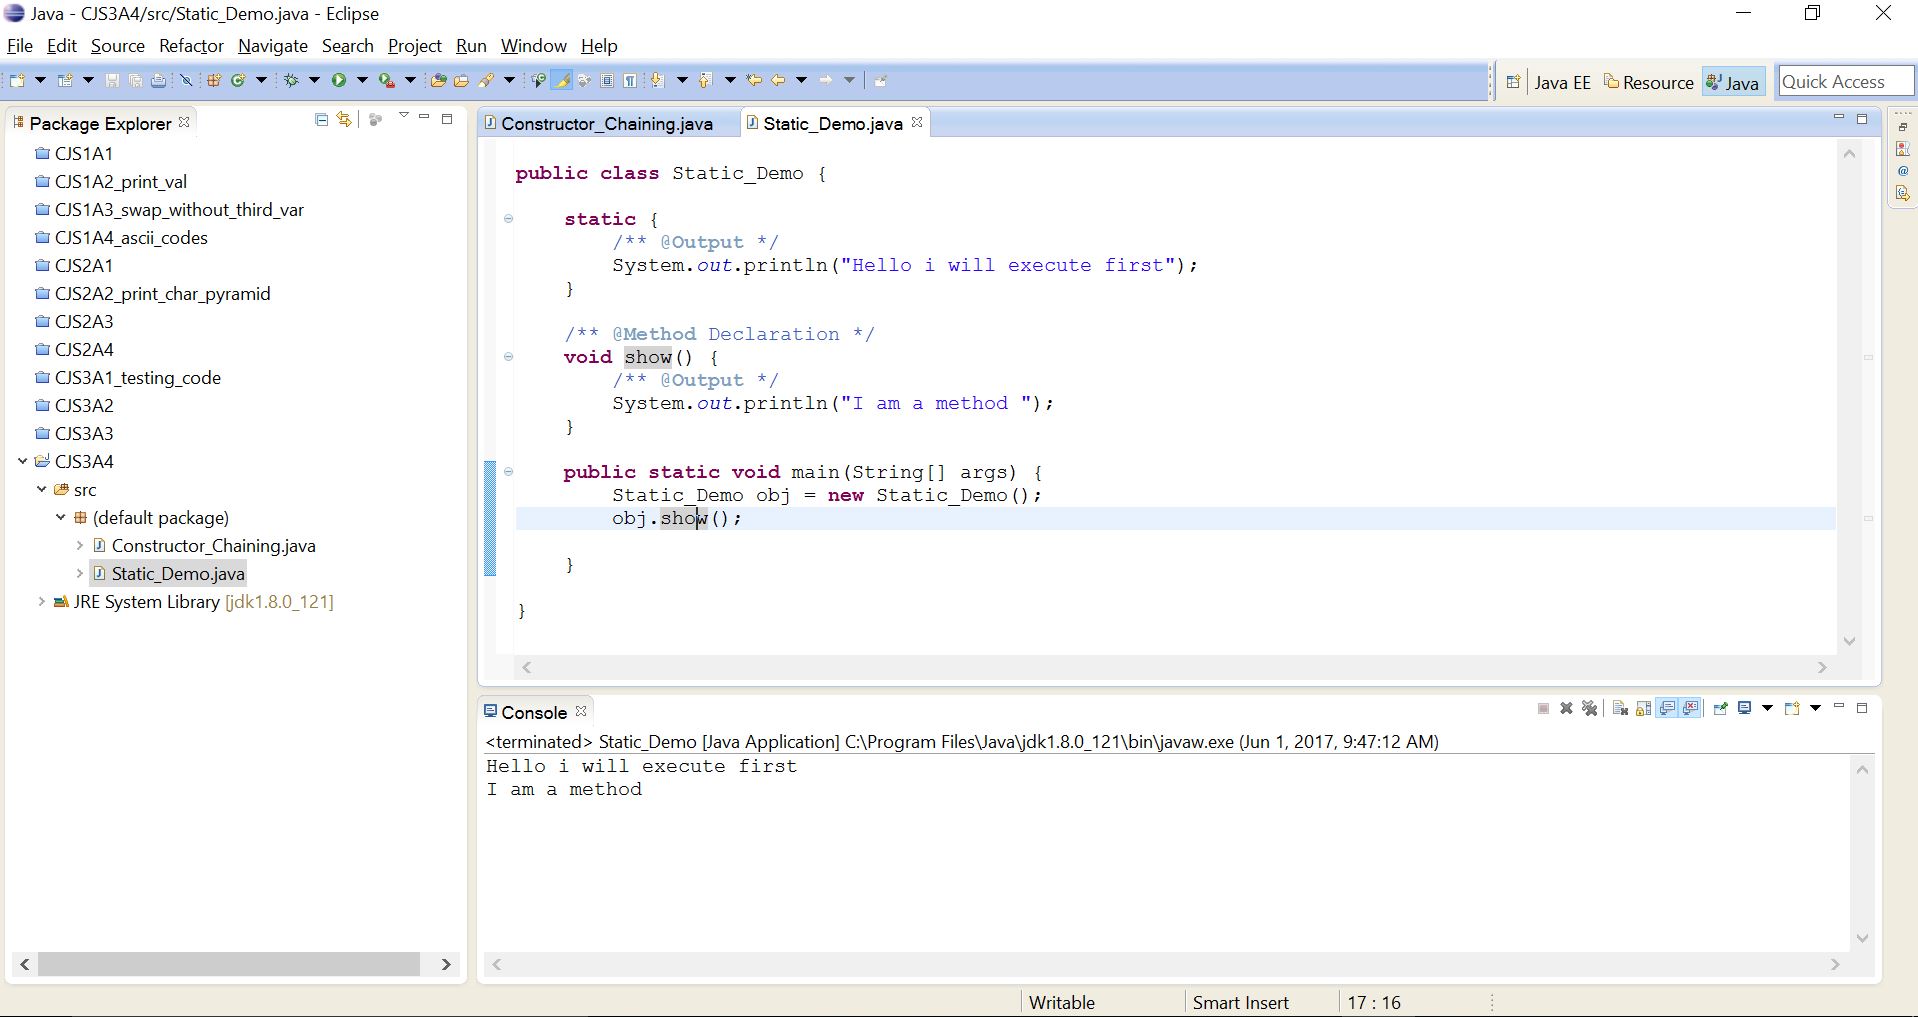 Java - CJS3A4/src/Static_Demo.java - Eclipse
File Edit Source Refactor Navigate Search Project Run Window Help
Java EE Resource Java Quick Access
Package Explorer
CJS1A1
CJS1A2_print_val
CJS1A3_swap_without_third_var
CJS1A4_ascii_codes
CJS2A1
CJS2A2_print_char_pyramid
CJS2A3
CJS2A4
CJS3A1_testing_code
CJS3A2
CJS3A3
CJS3A4
src
(default package)
Constructor_Chaining.java
Static_Demo.java
JRE System Library [jdk1.8.0_121]
Constructor_Chaining.java Static_Demo.java
public class Static_Demo {
static {
/** @Output */
System.out.println("Hello i will execute first");
}
/** @Method Declaration */
void show() {
/** @Output */
System.out.println("I am a method ");
}
public static void main(String[] args) {
Static_Demo obj = new Static_Demo();
obj.show();
}
}
Console
<terminated> Static_Demo [Java Application] C:\Program Files\Java\jdk1.8.0_121\bin\javaw.exe (Jun 1, 2017, 9:47:12 AM)
Hello i will execute first
I am a method
Writable Smart Insert 17 : 16